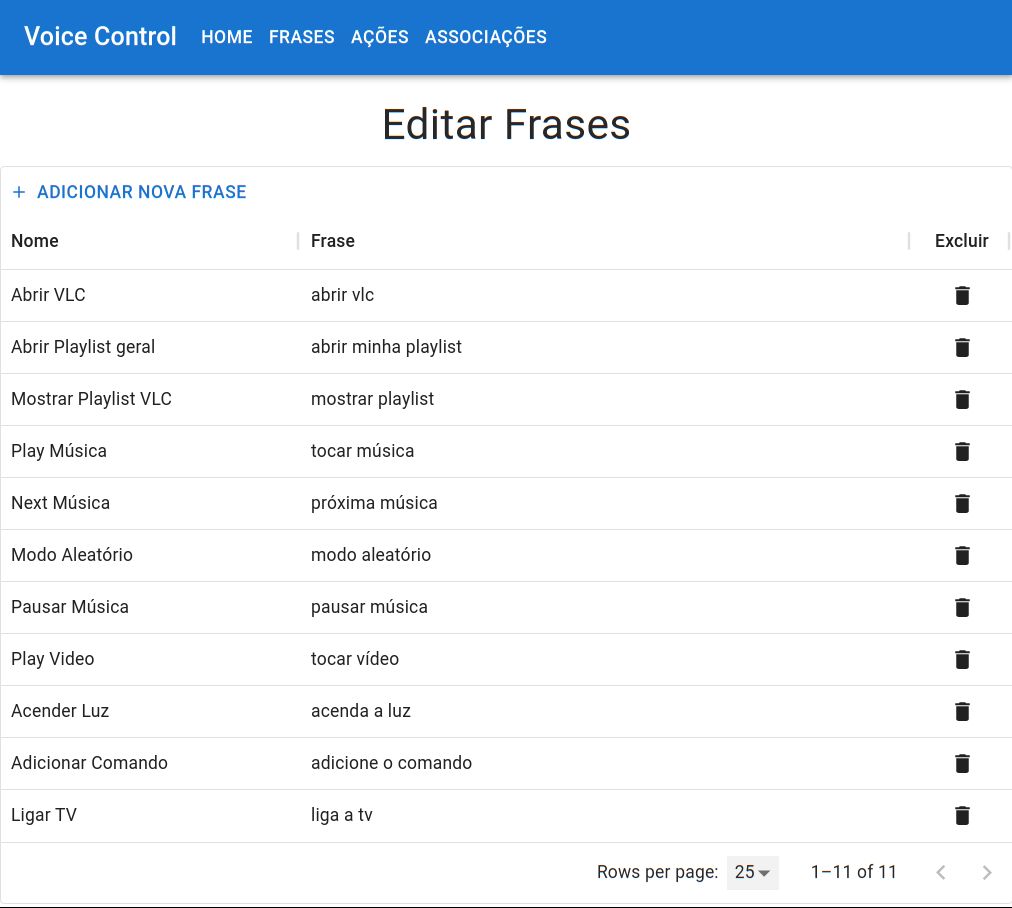 Voice Control HOME FRASES AÇÕES ASSOCIAÇÕES
Editar Frases
+ ADICIONAR NOVA FRASE
Nome Frase Excluir
Abrir VLC abrir vlc
Abrir Playlist geral abrir minha playlist
Mostrar Playlist VLC mostrar playlist
Play Música tocar música
Next Música próxima música
Modo Aleatório modo aleatório
Pausar Música pausar música
Play Video tocar vídeo
Acender Luz acenda a luz
Adicionar Comando adicione o comando
Ligar TV liga a tv
Rows per page: 25 1–11 of 11